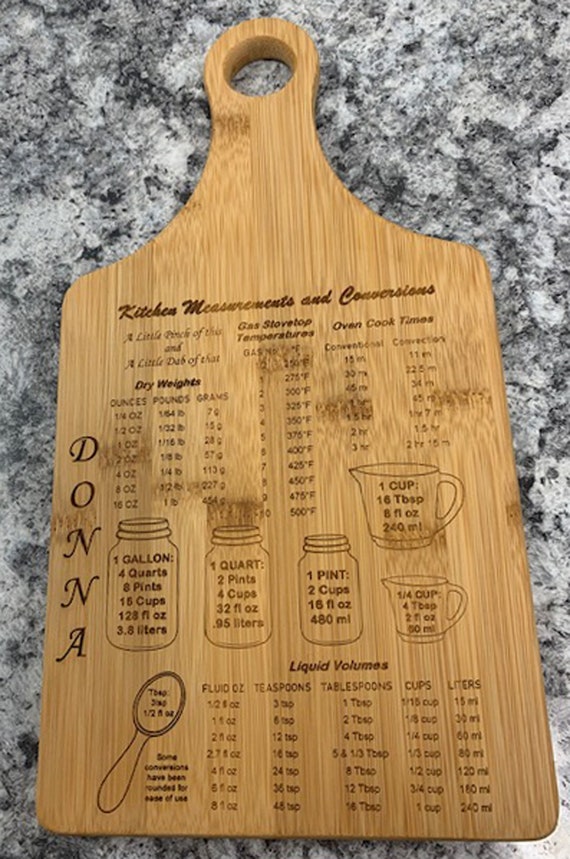 Kitchen Measurements and Conversions
A Little Pinch of this
and
A Little Dab of that
Gas Stovetop
Temperatures
GAS °F
250°F
275°F
2 300°F
3 325°F
350°F
5 375°F
6 400°F
425°F
8 450°F
9 475°F
10 500°F
Oven Cook Times
Conventional Convection
15 m 11 m
30 m 22.5 m
45 m 34 m
45 m
1hr 7 m
2 hr 1.5 hr
3 hr 2 hr 15 m
Dry Weights
OUNCES POUNDS GRAMS
1/4 OZ 1/64 lb 7 g
1/2 OZ 1/32 lb 15 g
1 OZ 1/16 lb 28 g
2 OZ 1/8 lb 57 g
4 OZ 1/4 lb 113 g
8 OZ 1/2 lb 227 g
16 OZ 1 lb 454 g
DONNA
1 CUP:
16 Tbsp
8 fl oz
240 ml
1 GALLON:
4 Quarts
8 Pints
16 Cups
128 fl oz
3.8 liters
1 QUART:
2 Pints
4 Cups
32 fl oz
.95 liters
1 PINT:
2 Cups
16 fl oz
480 ml
1/4 CUP:
4 Tbsp
2 fl oz
60 ml
Liquid Volumes
Tbsp:
3tsp
1/2 fl oz
Some
conversions
have been
rounded for
ease of use
FLUID OZ TEASPOONS TABLESPOONS CUPS LITERS
1/2 fl oz 3 tsp 1 Tbsp 1/16 cup 15 ml
1 fl oz 6 tsp 2 Tbsp 1/8 cup 30 ml
2 fl oz 12 tsp 4 Tbsp 1/4 cup 60 ml
2.7 fl oz 16 tsp 5 & 1/3 Tbsp 1/3 cup 80 ml
4 fl oz 24 tsp 8 Tbsp 1/2 cup 120 ml
6 fl oz 36 tsp 12 Tbsp 3/4 cup 180 ml
8 fl oz 48 tsp 16 Tbsp 1 cup 240 ml